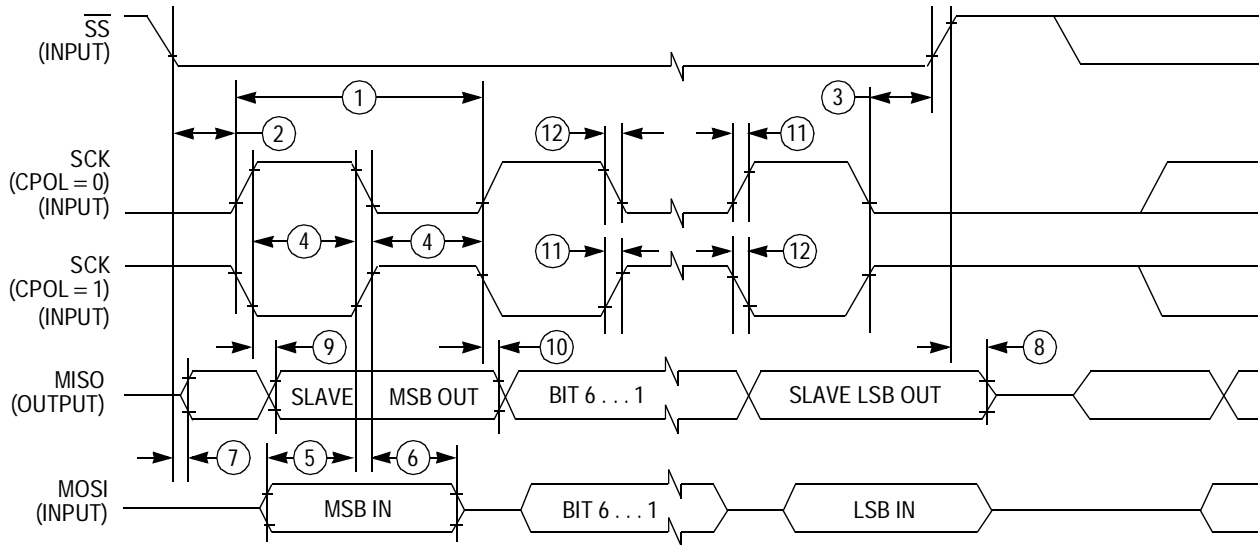 SS
(INPUT)
1
3
2
12
11
SCK
(CPOL = 0)
(INPUT)
4
4
11
12
SCK
(CPOL = 1)
(INPUT)
9
10
8
MISO
(OUTPUT)
SLAVE MSB OUT
BIT 6 . . . 1
SLAVE LSB OUT
7
5
6
MOSI
(INPUT)
MSB IN
BIT 6 . . . 1
LSB IN